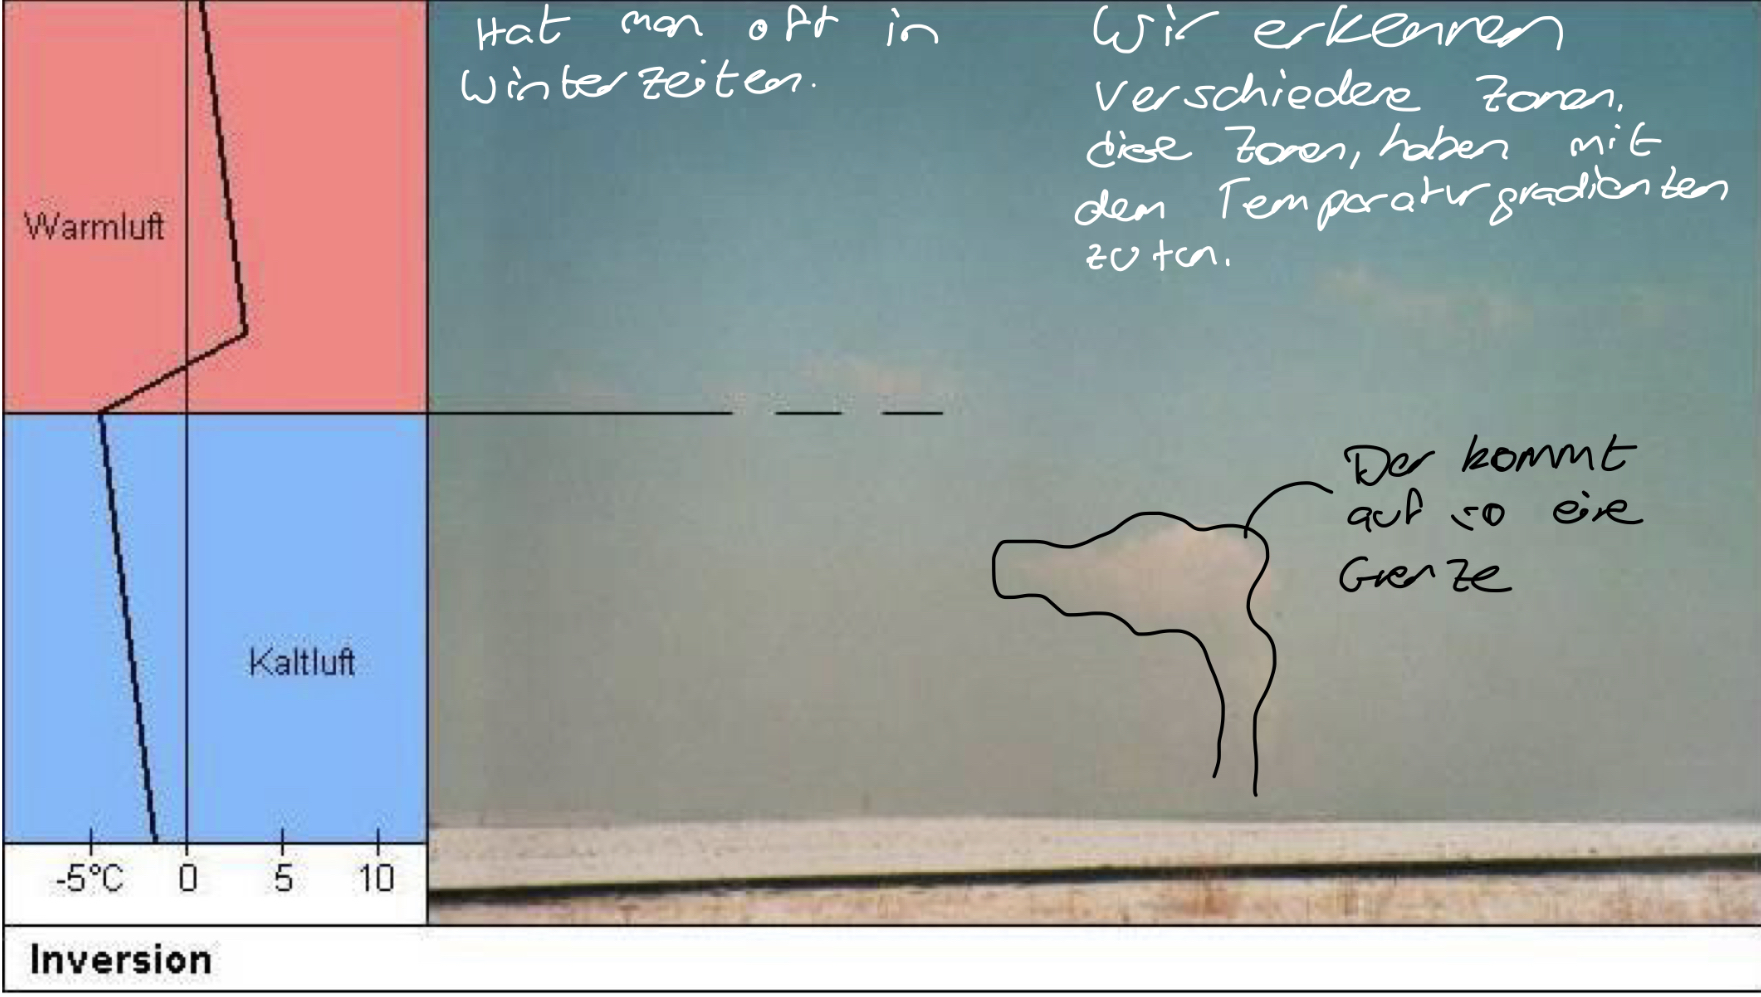 Hat man oft in
Winterzeiten.
Wir erkennen
verschiedene Zonen.
diese Zonen, haben mit
dem Temperaturgradienten
zu tun.
Warmluft
Der kommt
auf so eine
Grenze
Kaltluft
-5°C 0 5 10
Inversion